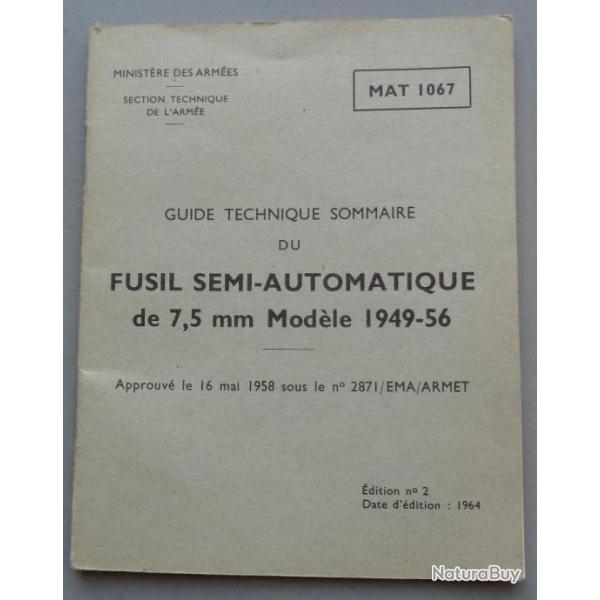 MINISTÈRE DES ARMÉES
SECTION TECHNIQUE
DE L'ARMÉE
MAT 1067
GUIDE TECHNIQUE SOMMAIRE
DU
FUSIL SEMI-AUTOMATIQUE
de 7,5 mm Modèle 1949-56
Approuvé le 16 mai 1958 sous le nº 2871/EMA/ARMET
Édition nº 2
Date d'édition : 1964
NaturaBuy